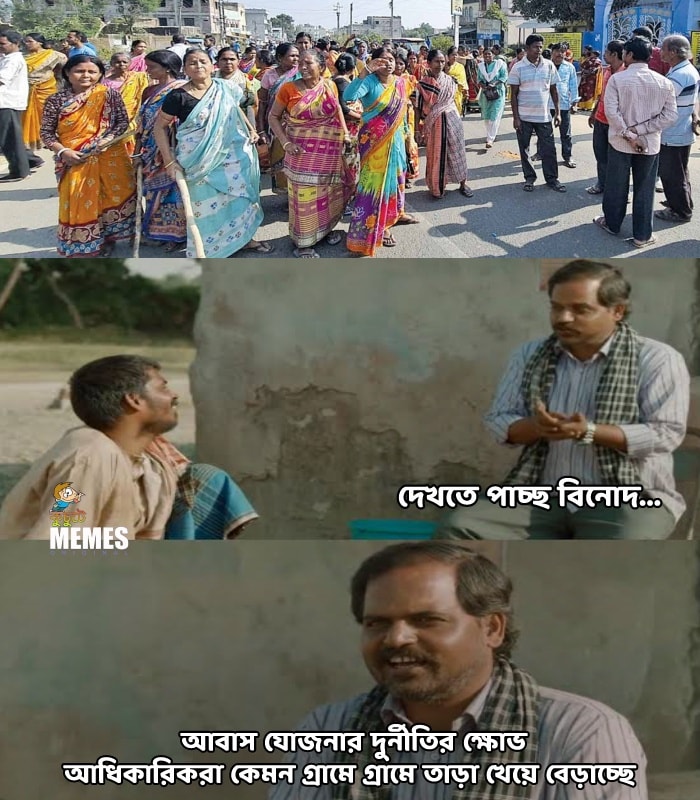 দেখতে পাচ্ছ বিনোদ...
MEMES
আবাস যোজনার দুর্নীতির ক্ষোভ
আধিকারিকরা কেমন গ্রামে গ্রামে তাড়া খেয়ে বেড়াচ্ছে